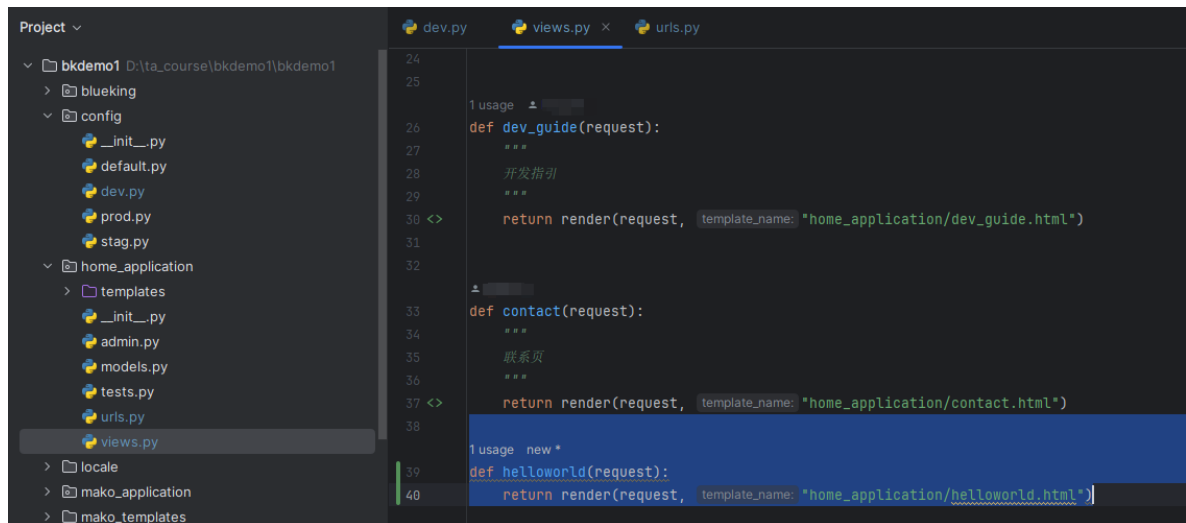 Project
bkdemo1 D:\ta_course\bkdemo1\bkdemo1
blueking
config
__init__.py
default.py
dev.py
prod.py
stag.py
home_application
templates
__init__.py
admin.py
models.py
tests.py
urls.py
views.py
locale
mako_application
mako_templates
dev.py views.py × urls.py
24
25
1 usage
26 def dev_guide(request):
27 """
28 开发指引
29 """
30 <> return render(request, template_name: "home_application/dev_guide.html")
31
32
33 def contact(request):
34 """
35 联系页
36 """
37 <> return render(request, template_name: "home_application/contact.html")
38
1 usage new *
39 def helloworld(request):
40 return render(request, template_name: "home_application/helloworld.html")